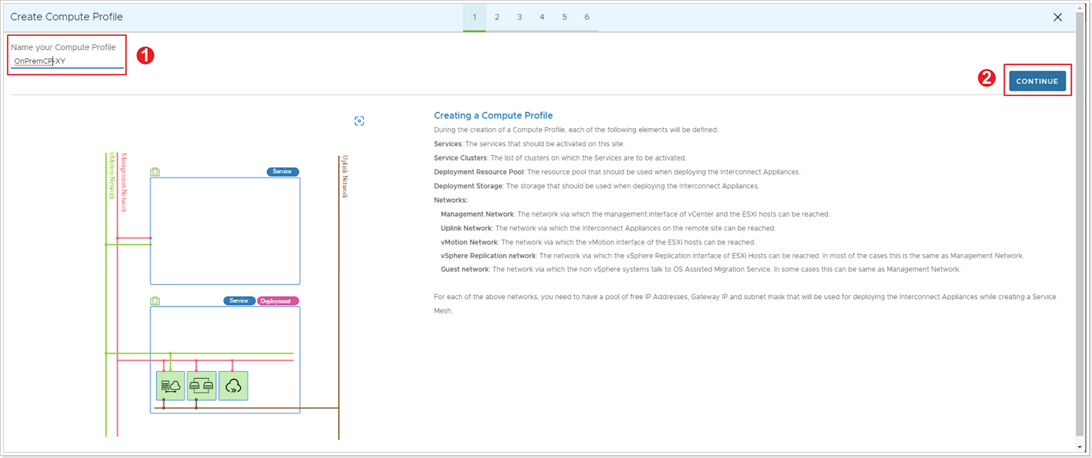 Create Compute Profile
1 2 3 4 5 6
Name your Compute Profile
OnPremCP-XY
1
2
CONTINUE
Creating a Compute Profile
During the creation of a Compute Profile, each of the following elements will be defined:
Services: The services that should be activated on this site.
Service Clusters: The list of clusters on which the Services are to be activated.
Deployment Resource Pool: The resource pool that should be used when deploying the Interconnect Appliances.
Deployment Storage: The storage that should be used when deploying the Interconnect Appliances.
Networks:
Management Network: The network via which the management interface of vCenter and the ESXi hosts can be reached.
Uplink Network: The network via which the Interconnect Appliances on the remote site can be reached.
vMotion Network: The network via which the vMotion interface of the ESXi hosts can be reached.
vSphere Replication network: The network via which the vSphere Replication interface of ESXi Hosts can be reached. In most of the cases this is the same as Management Network.
Guest network: The network via which the non vSphere systems talk to OS Assisted Migration Service. In some cases this can be same as Management Network.
For each of the above networks, you need to have a pool of free IP Addresses, Gateway IP and subnet mask that will be used for deploying the Interconnect Appliances while creating a Service
Mesh.
vMotion Network
Management Network
Uplink Network
Service
Service
Deployment